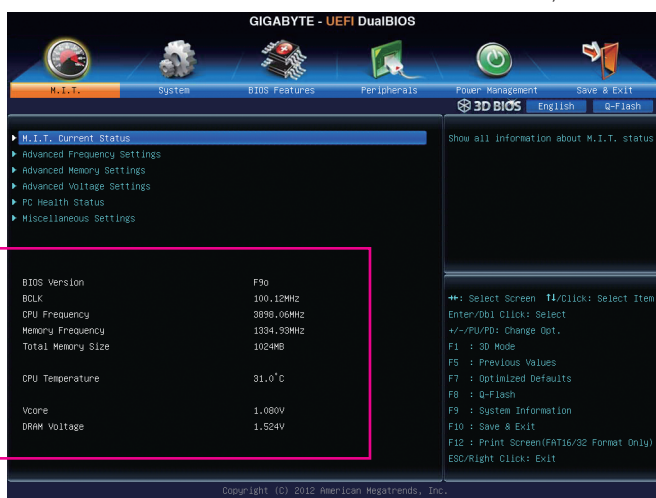 GIGABYTE - UEFI DualBIOS
M.I.T. System BIOS Features Peripherals Power Management Save & Exit
3D BIOS English Q-Flash
M.I.T. Current Status
Advanced Frequency Settings
Advanced Memory Settings
Advanced Voltage Settings
PC Health Status
Miscellaneous Settings
Show all information about M.I.T. status
BIOS Version F9o
BCLK 100.12MHz
CPU Frequency 3898.06MHz
Memory Frequency 1334.93MHz
Total Memory Size 1024MB
CPU Temperature 31.0°C
Vcore 1.080V
DRAM Voltage 1.524V
→←: Select Screen ↑↓/Click: Select Item
Enter/Dbl Click: Select
+/-/PU/PD: Change Opt.
F1 : 3D Mode
F5 : Previous Values
F7 : Optimized Defaults
F8 : Q-Flash
F9 : System Information
F10 : Save & Exit
F12 : Print Screen(FAT16/32 Format Only)
ESC/Right Click: Exit
Copyright (C) 2012 American Megatrends, Inc.